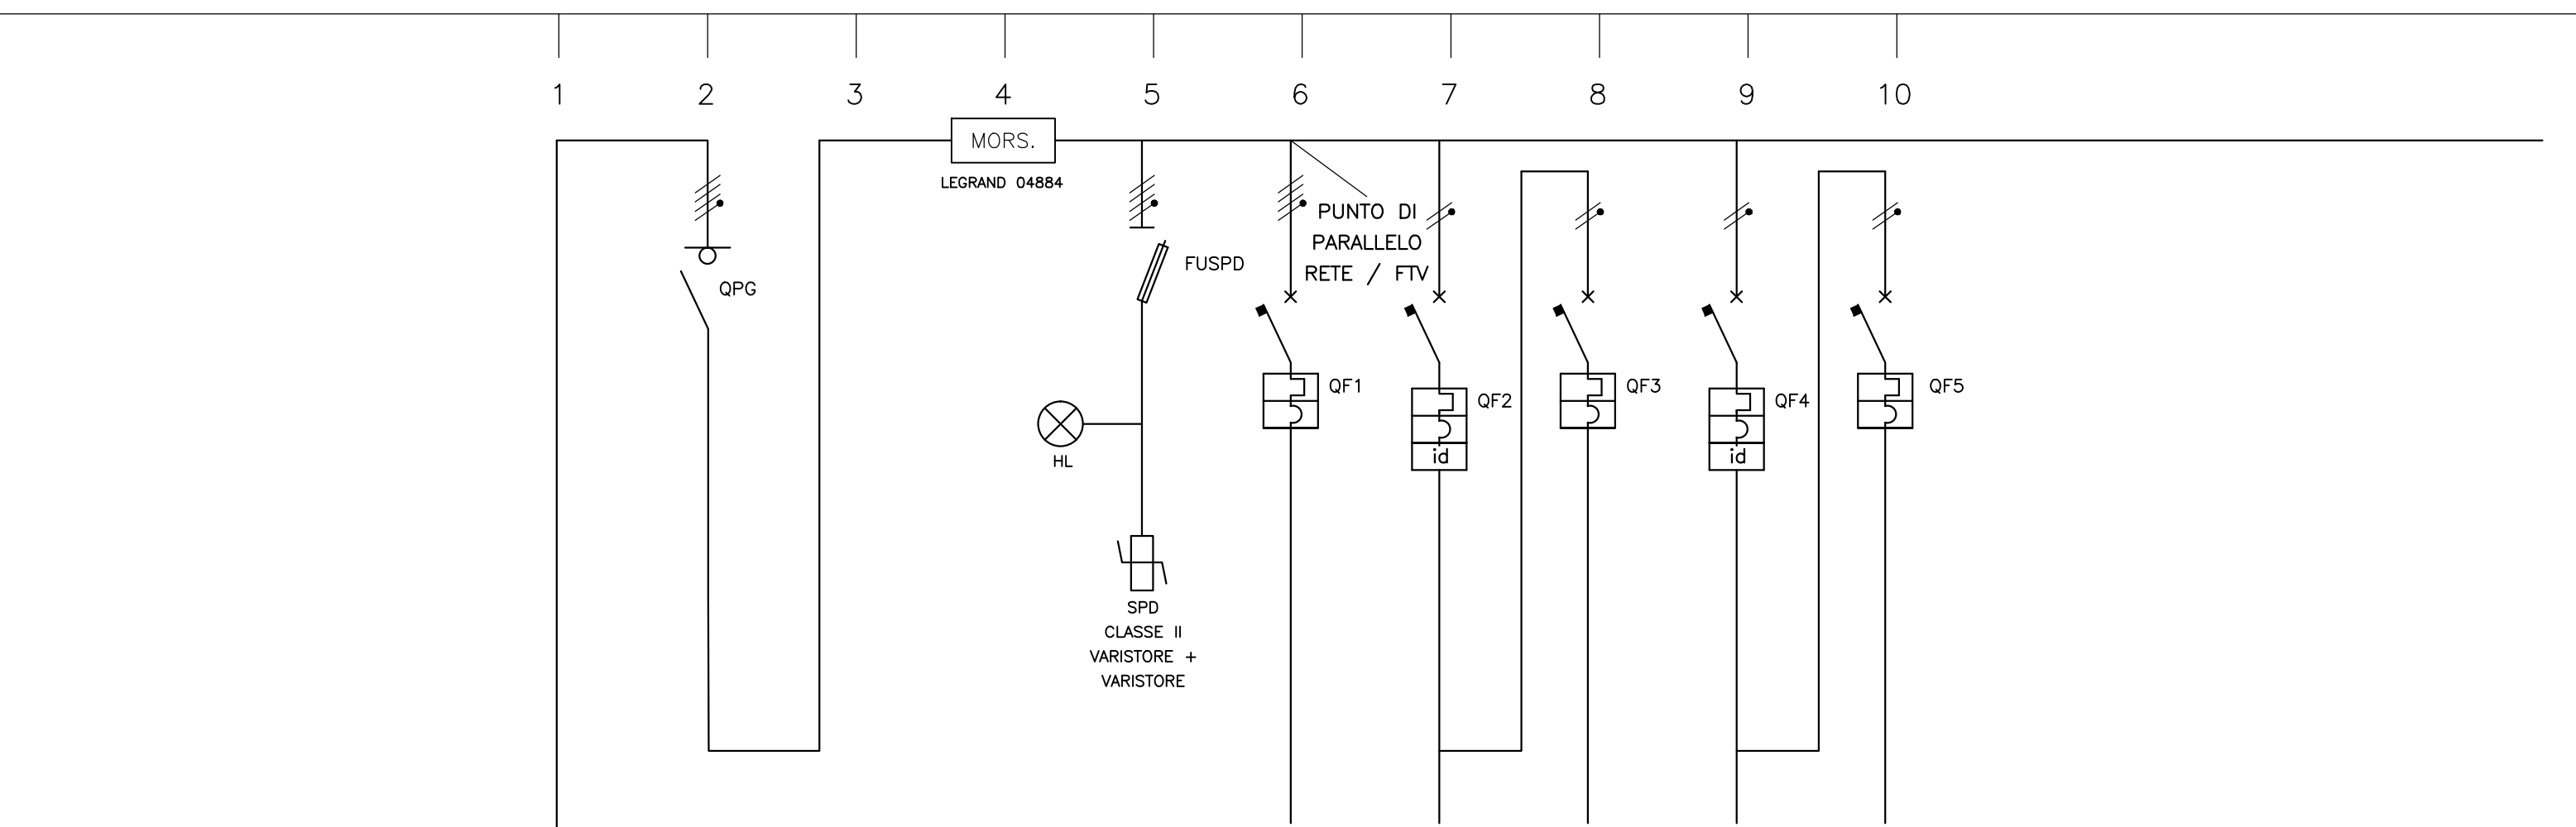 1 2 3 4 5 6 7 8 9 10
MORS.
LEGRAND 04884
QPG
FUSPD
PUNTO DI
PARALLELO
RETE / FTV
QF1
QF2
QF3
QF4
QF5
id
id
HL
SPD
CLASSE II
VARISTORE +
VARISTORE